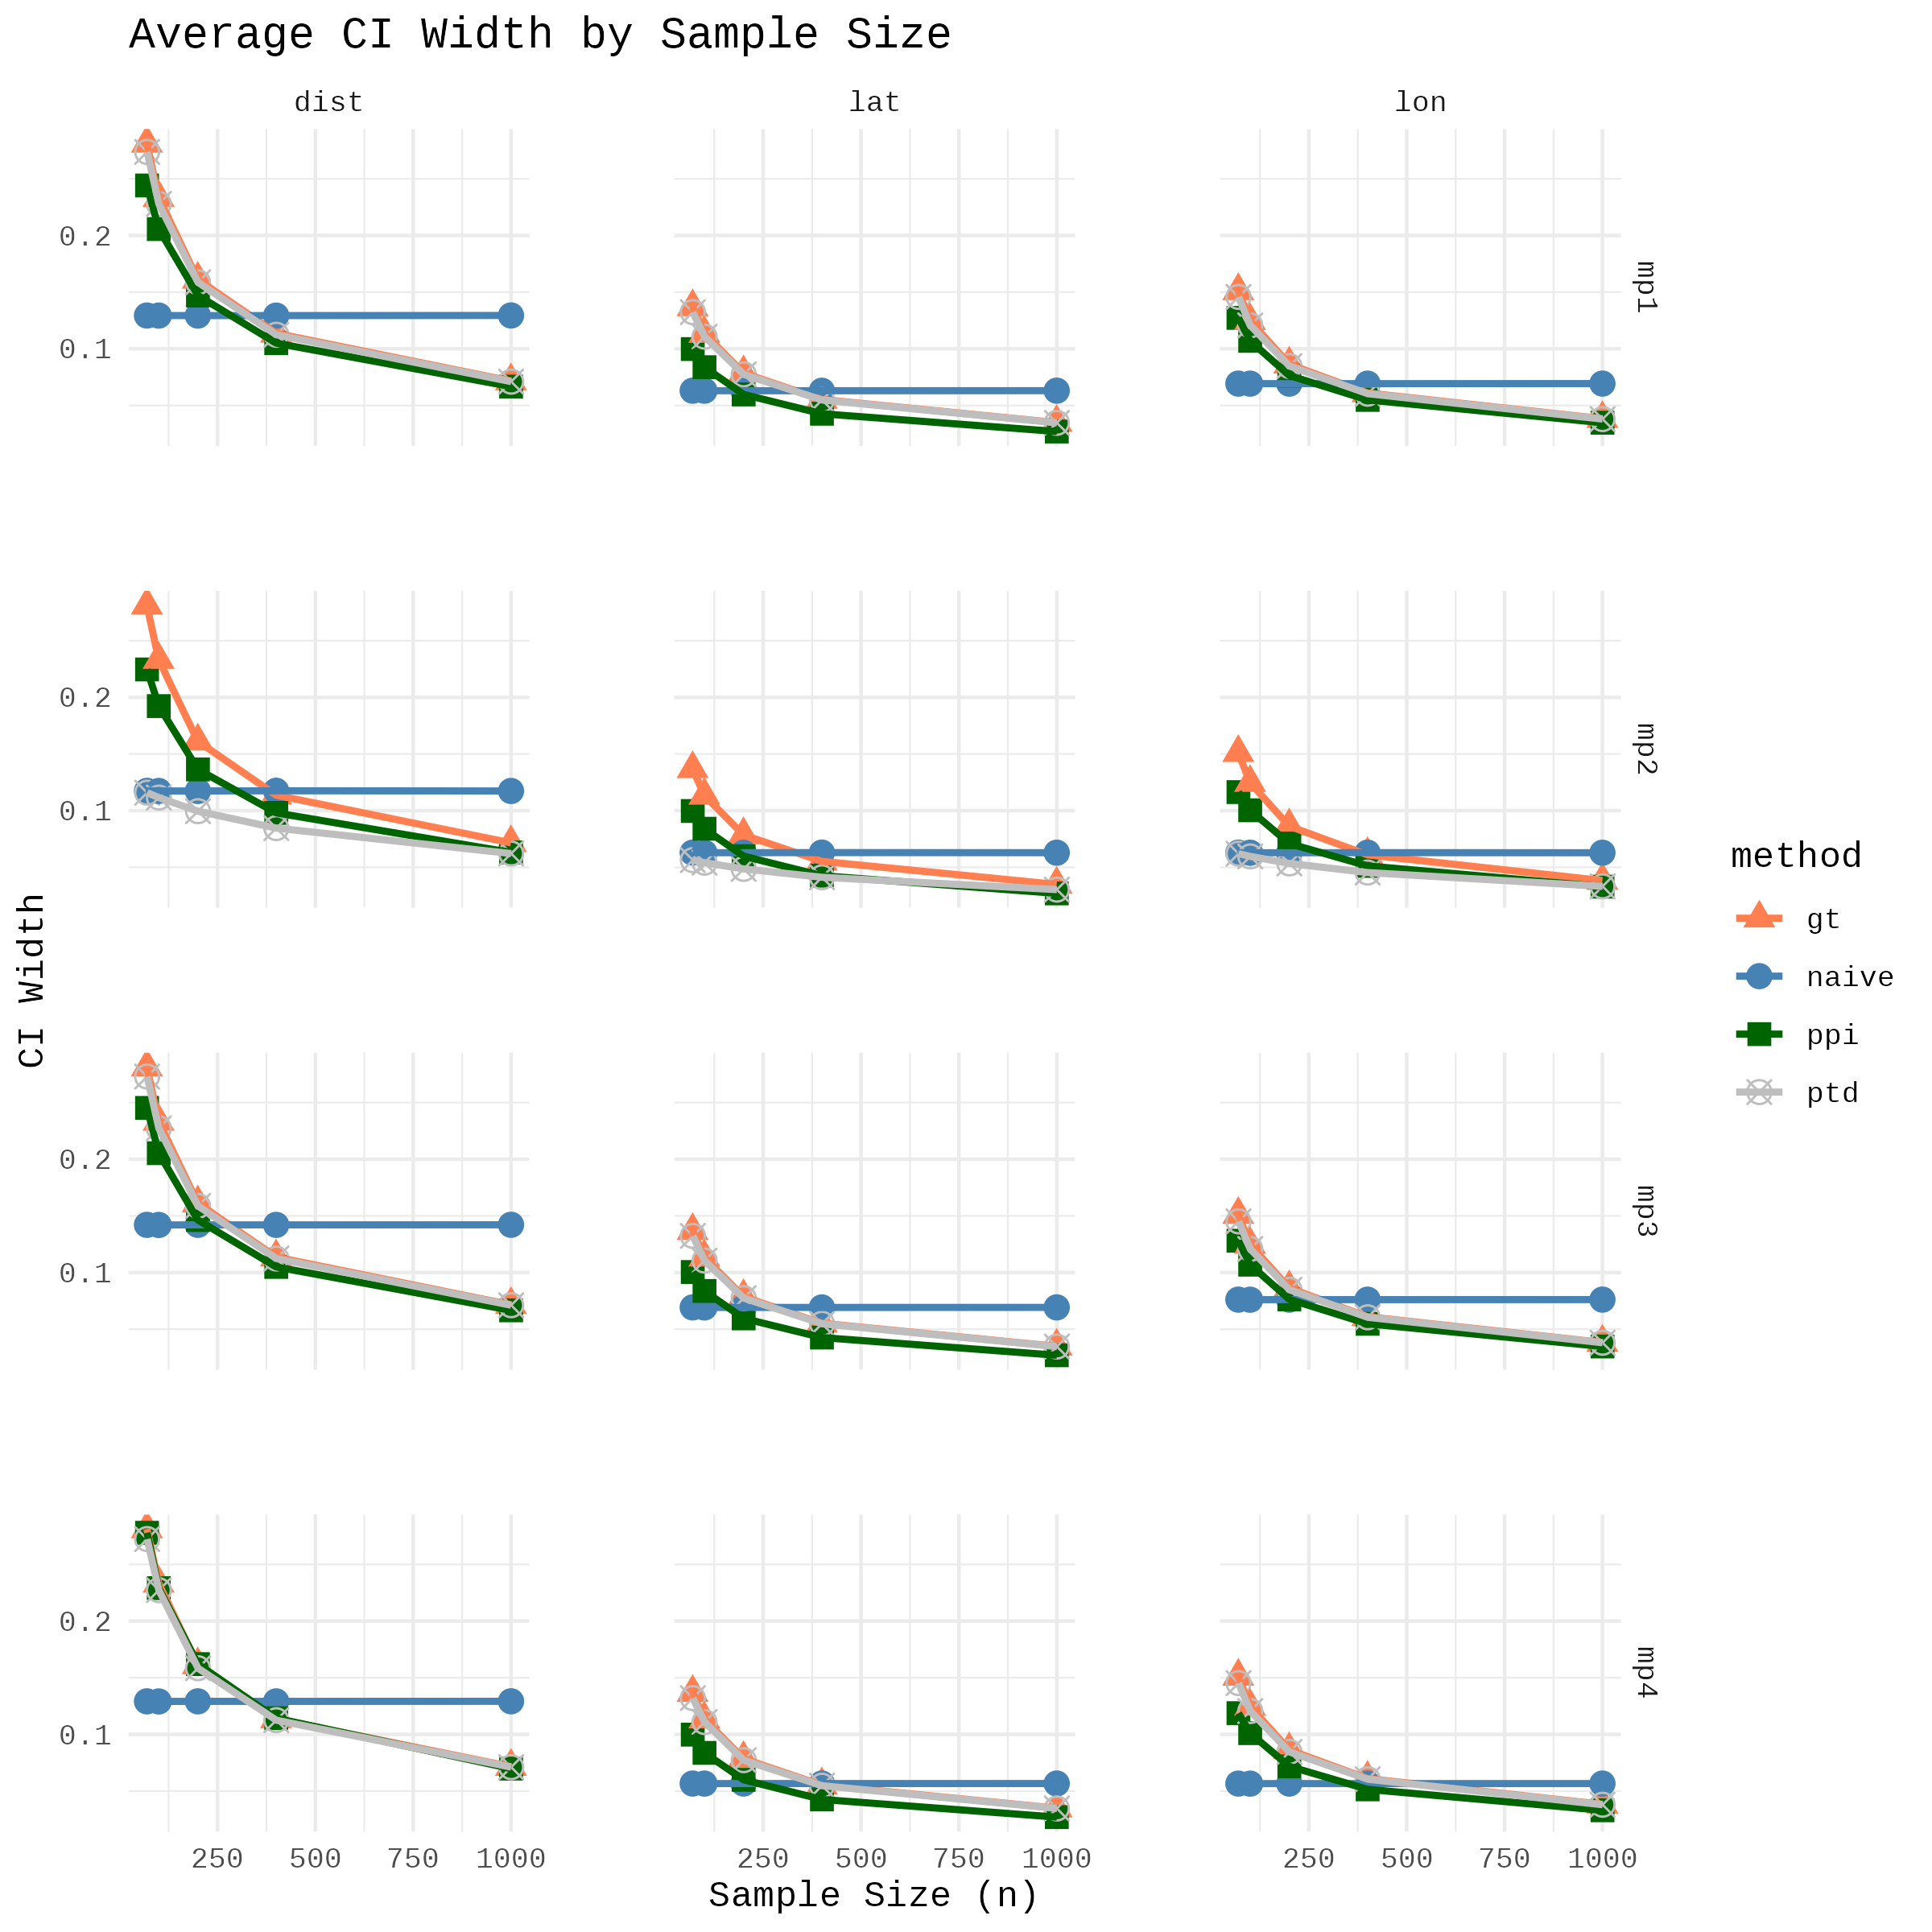 Average CI Width by Sample Size
dist
lat
lon
0.2
0.1
mp1
0.2
0.1
mp2
0.2
0.1
mp3
0.2
0.1
mp4
CI Width
250
500
750
1000
250
500
750
1000
250
500
750
1000
Sample Size (n)
method
gt
naive
ppi
ptd